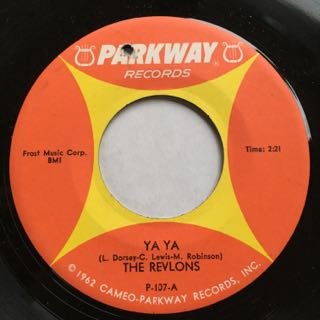 PARKWAY
RECORDS
Frost Music Corp.
BMI
Time: 2:21
YA YA
(L. Dorsey-C. Lewis-M. Robinson)
THE REVLONS
P-107-A
© 1962 CAMEO-PARKWAY RECORDS, INC.